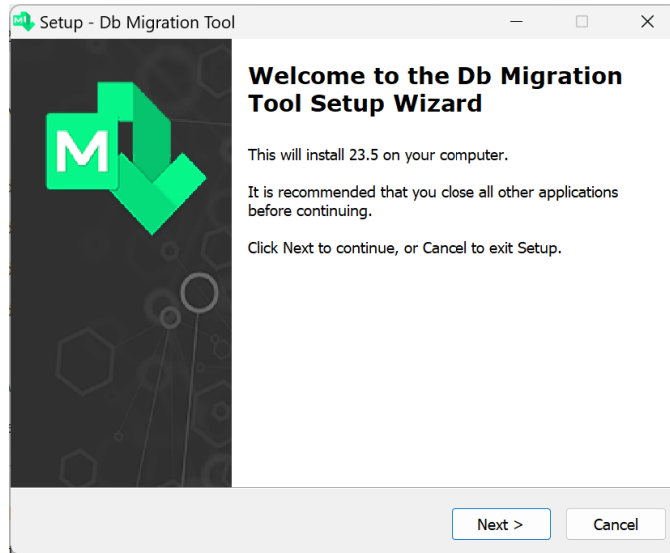 Setup - Db Migration Tool
M
Welcome to the Db Migration
Tool Setup Wizard
This will install 23.5 on your computer.
It is recommended that you close all other applications
before continuing.
Click Next to continue, or Cancel to exit Setup.
Next >
Cancel